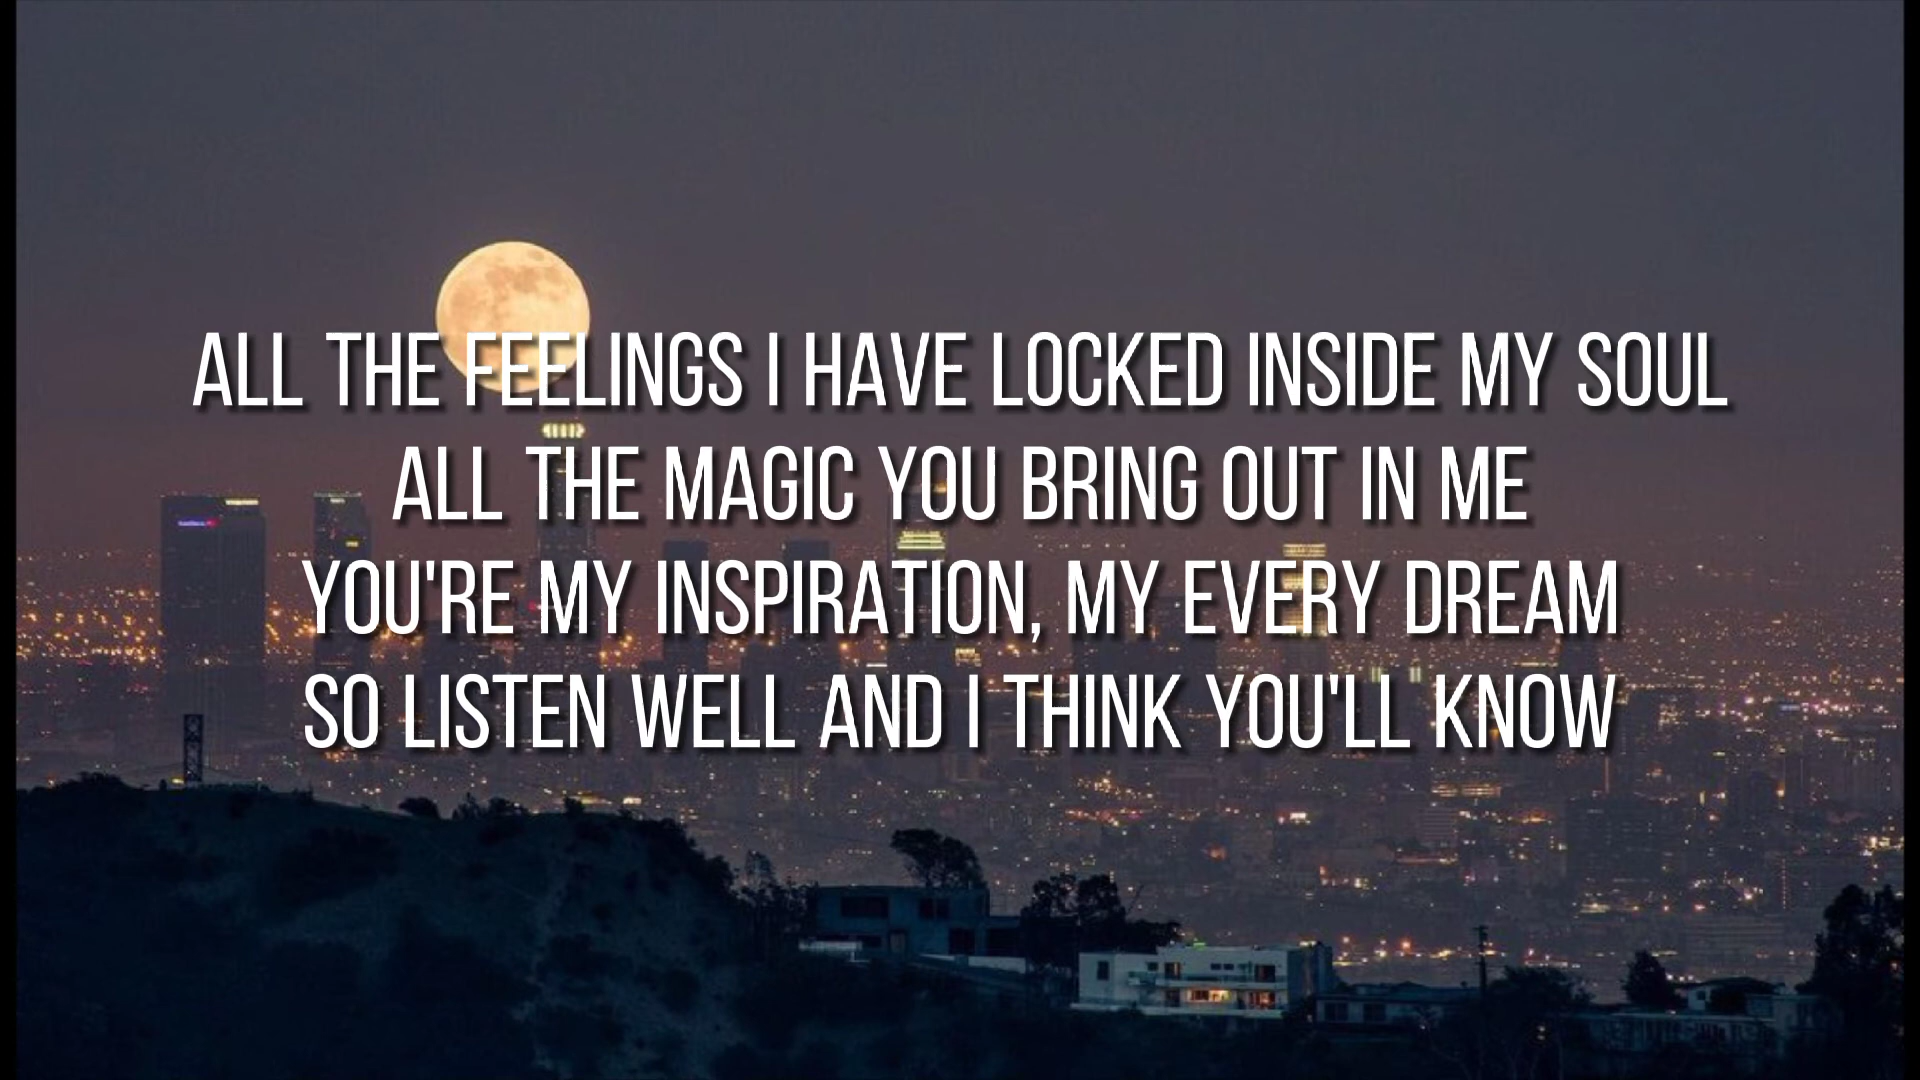 ALL THE FEELINGS I HAVE LOCKED INSIDE MY SOUL
ALL THE MAGIC YOU BRING OUT IN ME
YOU'RE MY INSPIRATION, MY EVERY DREAM
SO LISTEN WELL AND I THINK YOU'LL KNOW